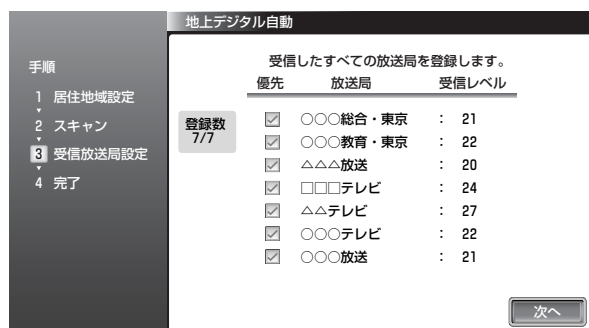 地上デジタル自動
手順
1 居住地域設定
2 スキャン
3 受信放送局設定
4 完了
受信したすべての放送局を登録します。
優先 放送局 受信レベル
登録数
7/7
○○○総合・東京 : 21
○○○教育・東京 : 22
△△△放送 : 20
□□□テレビ : 24
△△テレビ : 27
○○○テレビ : 22
○○○放送 : 21
次へ